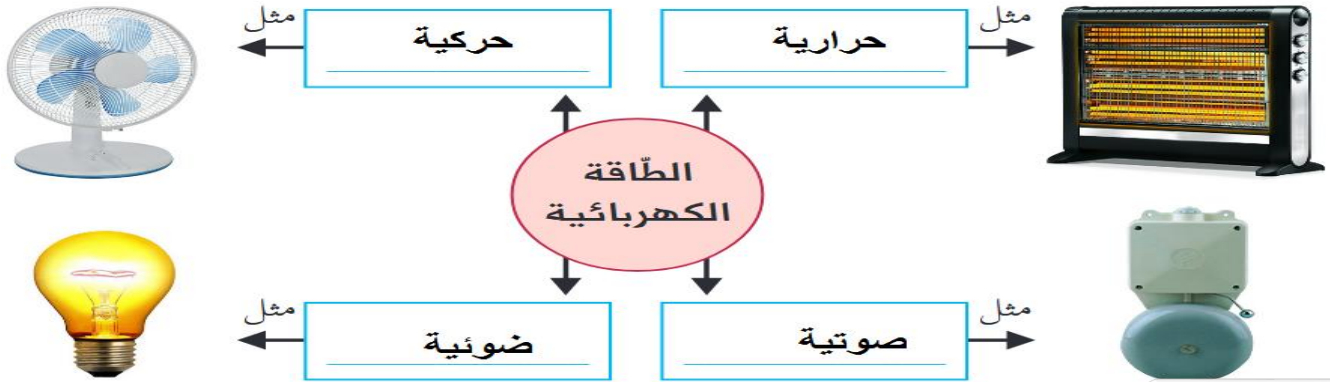 مثل
حرارية
حركية
مثل
الطّاقة
الكهربائية
مثل
صوتية
ضوئية
مثل